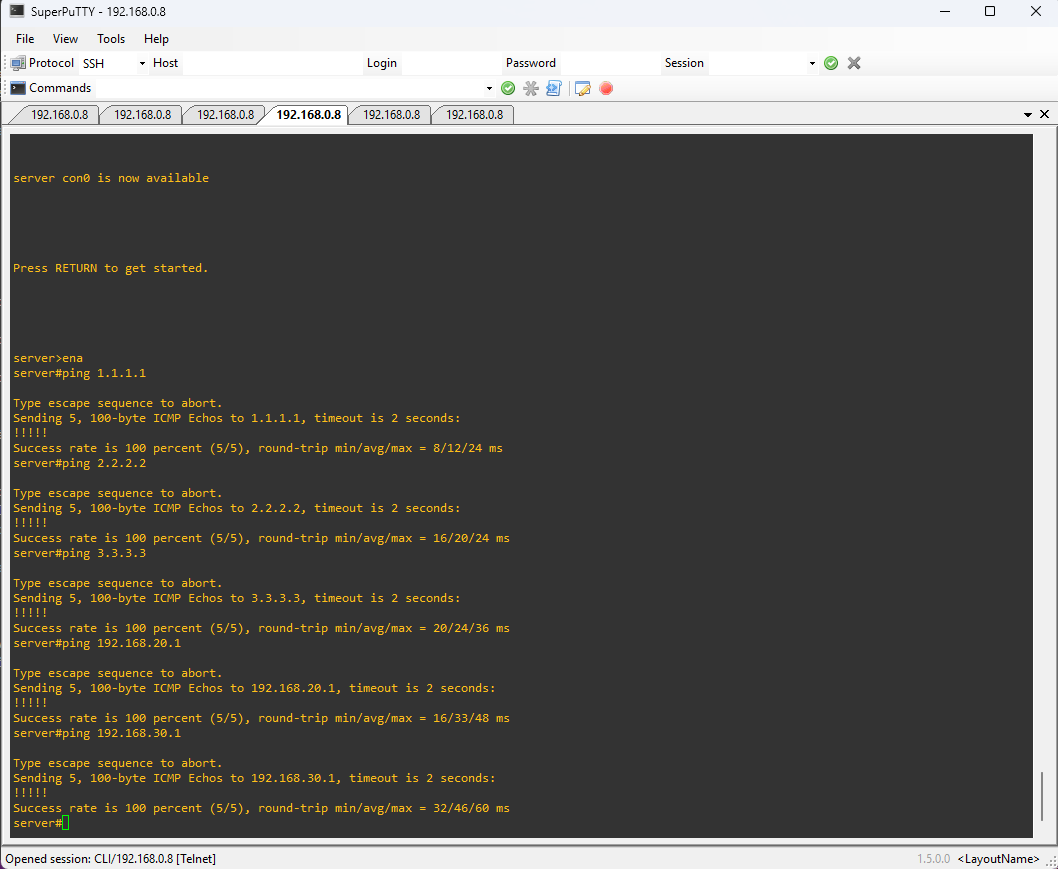 SuperPuTTY - 192.168.0.8
File View Tools Help
Protocol SSH Host Login Password Session
Commands
192.168.0.8 192.168.0.8 192.168.0.8 192.168.0.8 192.168.0.8 192.168.0.8
server con0 is now available
Press RETURN to get started.
server>ena
server#ping 1.1.1.1
Type escape sequence to abort.
Sending 5, 100-byte ICMP Echos to 1.1.1.1, timeout is 2 seconds:
!!!!!
Success rate is 100 percent (5/5), round-trip min/avg/max = 8/12/24 ms
server#ping 2.2.2.2
Type escape sequence to abort.
Sending 5, 100-byte ICMP Echos to 2.2.2.2, timeout is 2 seconds:
!!!!!
Success rate is 100 percent (5/5), round-trip min/avg/max = 16/20/24 ms
server#ping 3.3.3.3
Type escape sequence to abort.
Sending 5, 100-byte ICMP Echos to 3.3.3.3, timeout is 2 seconds:
!!!!!
Success rate is 100 percent (5/5), round-trip min/avg/max = 20/24/36 ms
server#ping 192.168.20.1
Type escape sequence to abort.
Sending 5, 100-byte ICMP Echos to 192.168.20.1, timeout is 2 seconds:
!!!!!
Success rate is 100 percent (5/5), round-trip min/avg/max = 16/33/48 ms
server#ping 192.168.30.1
Type escape sequence to abort.
Sending 5, 100-byte ICMP Echos to 192.168.30.1, timeout is 2 seconds:
!!!!!
Success rate is 100 percent (5/5), round-trip min/avg/max = 32/46/60 ms
server#
Opened session: CLI/192.168.0.8 [Telnet] 1.5.0.0 <LayoutName>